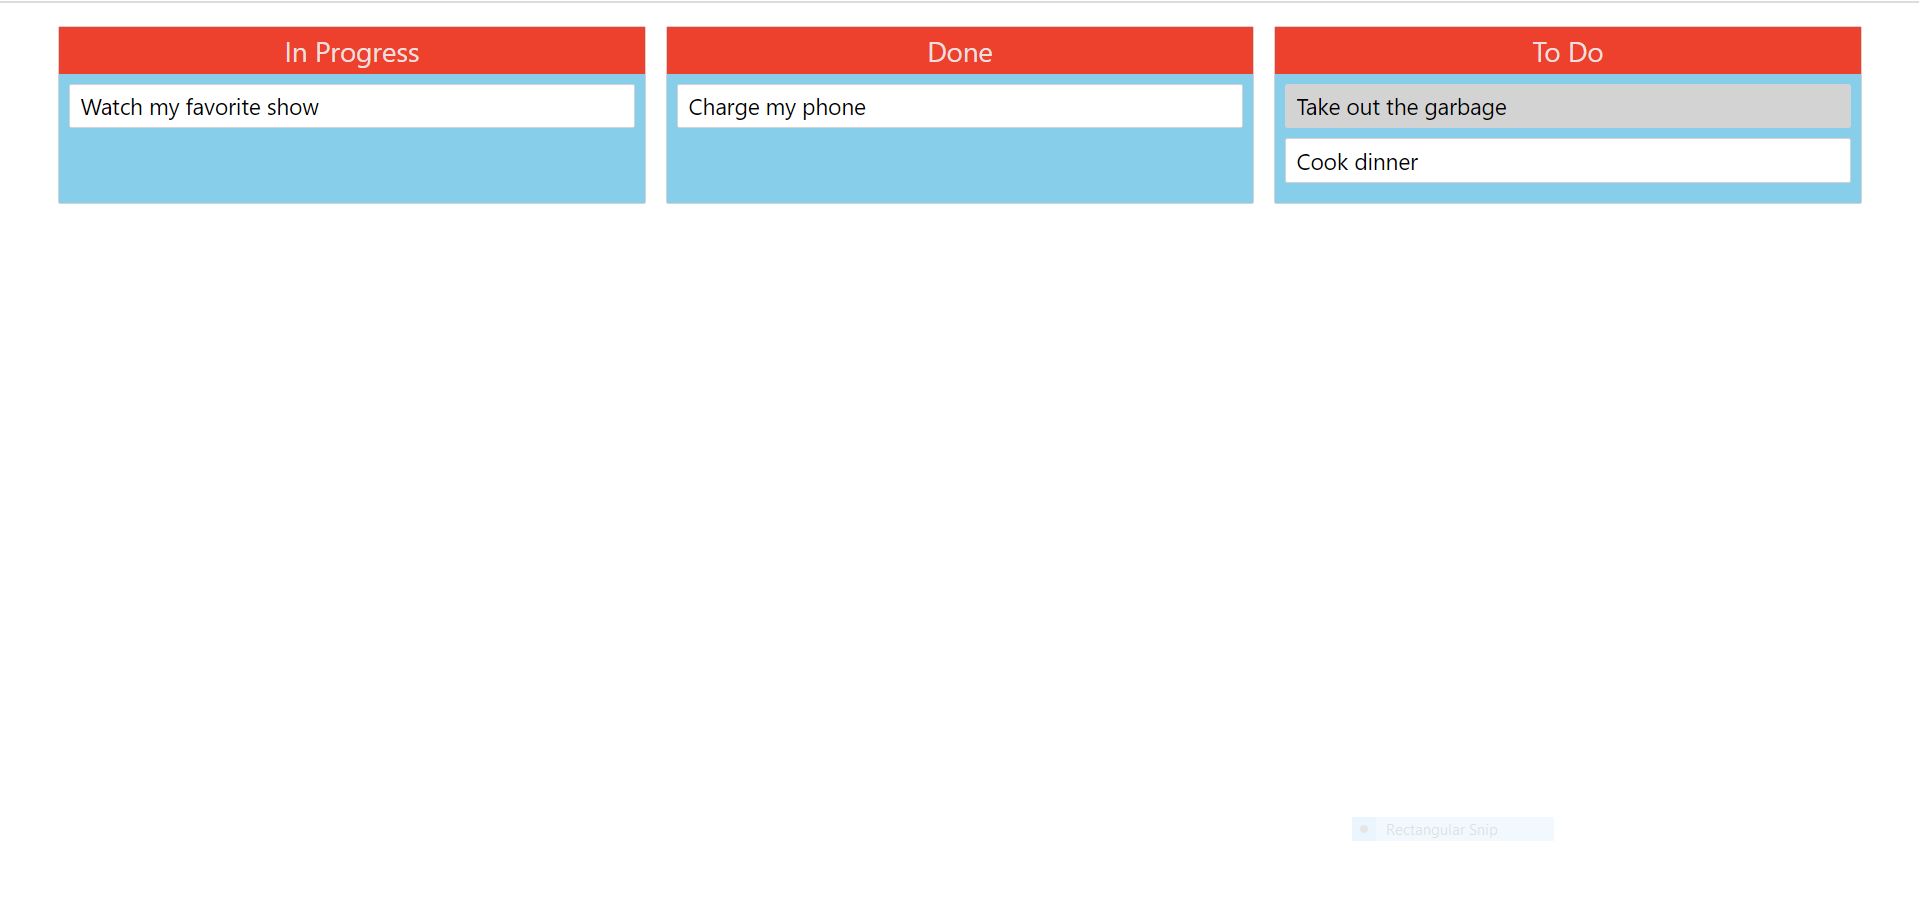 In Progress
Watch my favorite show
Done
Charge my phone
To Do
Take out the garbage
Cook dinner
Rectangular Snip